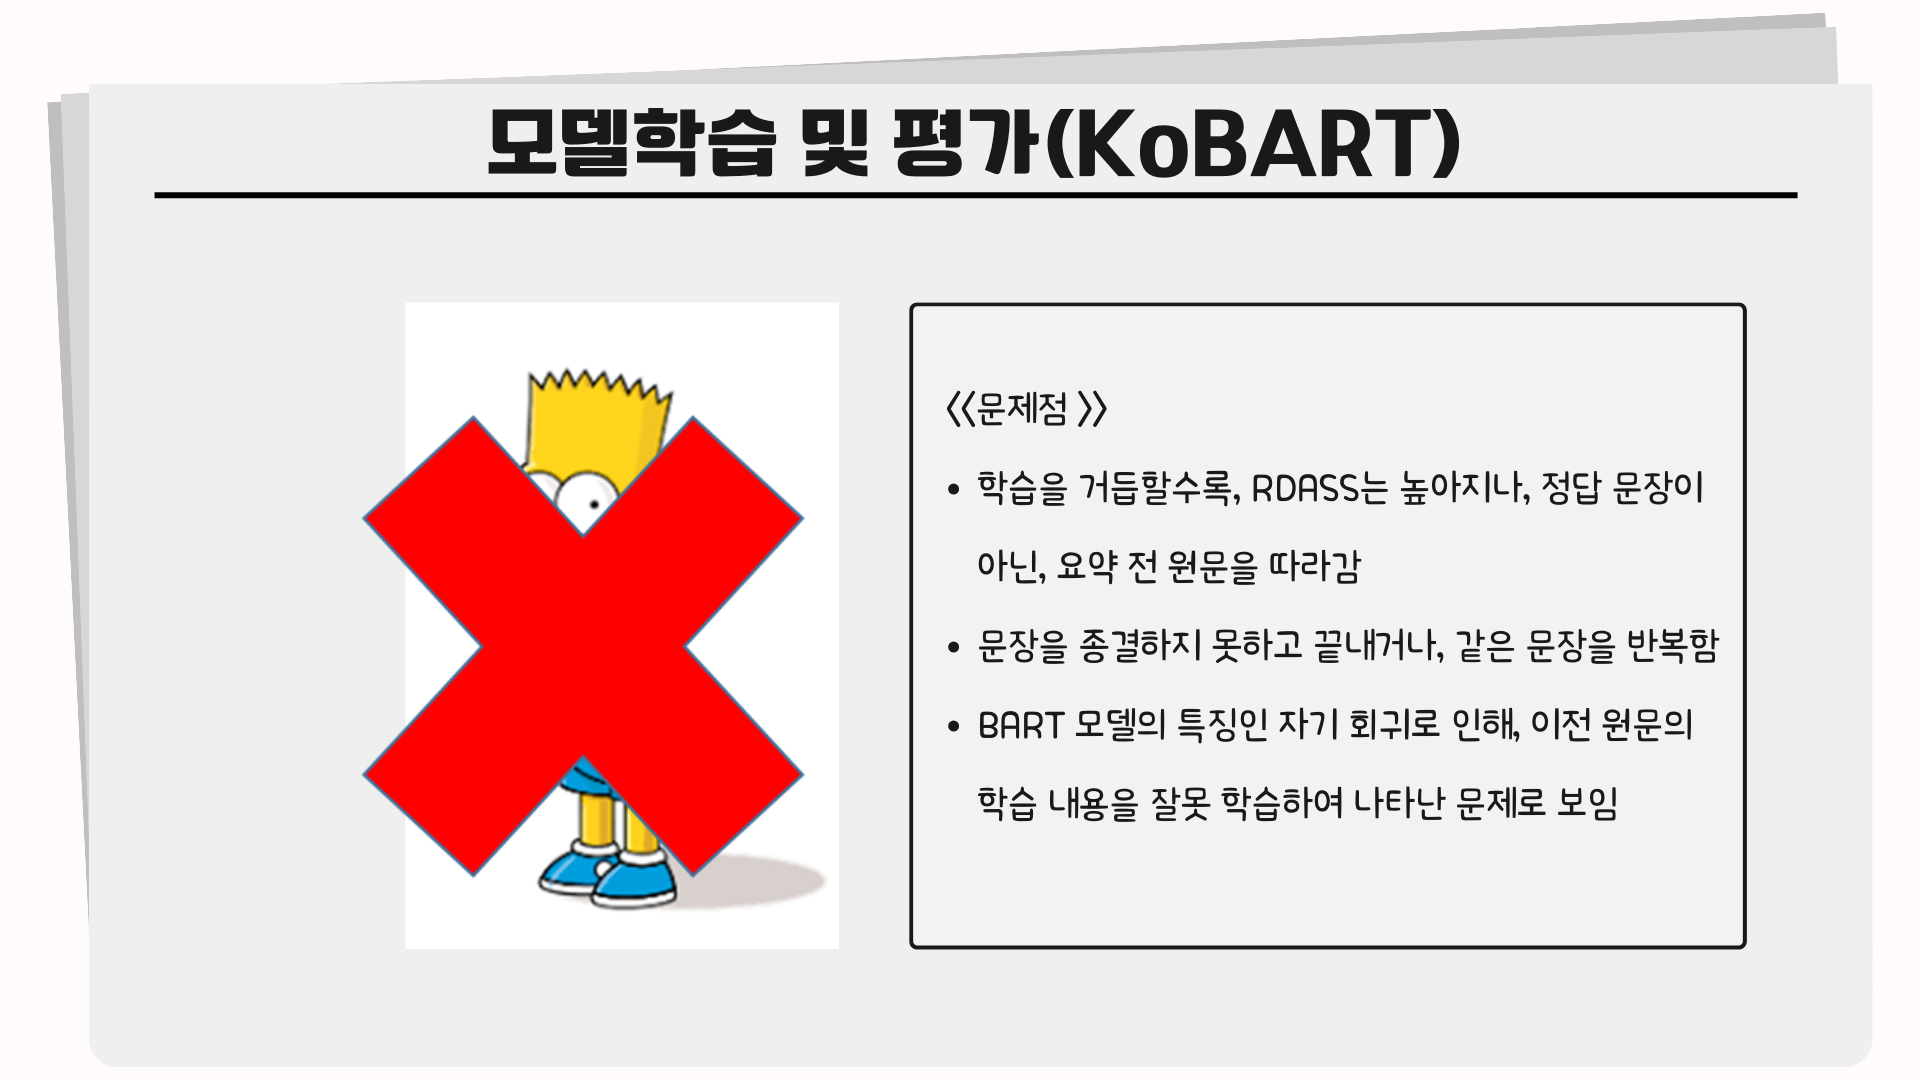 모델학습 및 평가(KoBART)
<<문제점 >>
• 학습을 거듭할수록, RDASS는 높아지나, 정답 문장이
아닌, 요약 전 원문을 따라감
• 문장을 종결하지 못하고 끝내거나, 같은 문장을 반복함
• BART 모델의 특징인 자기 회귀로 인해, 이전 원문의
학습 내용을 잘못 학습하여 나타난 문제로 보임